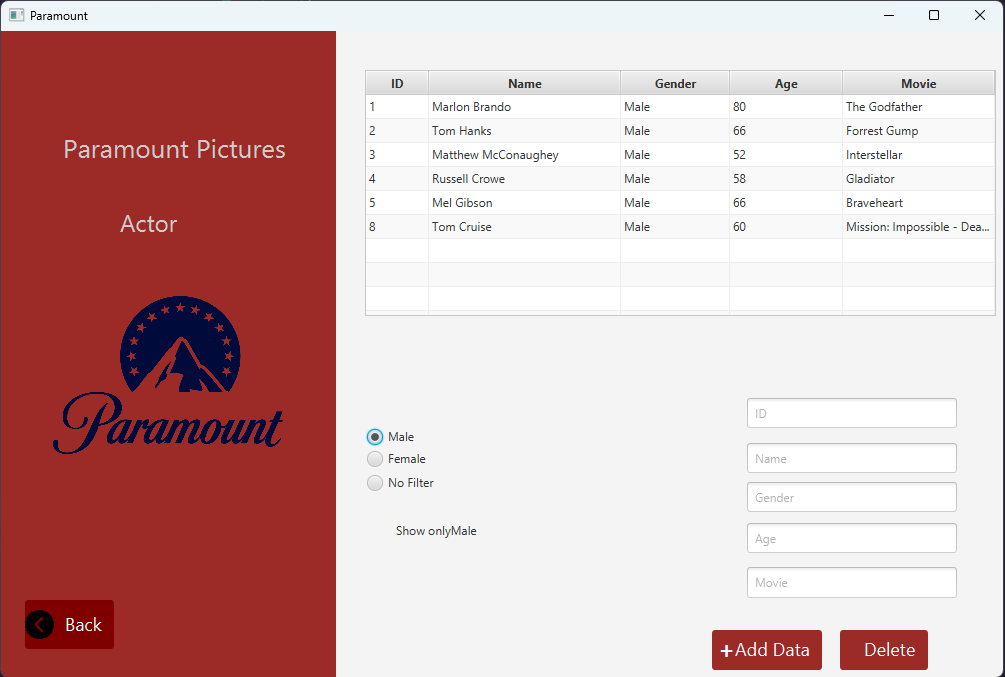 Paramount
Paramount Pictures
Actor
Paramount
Back
ID Name Gender Age Movie
1 Marlon Brando Male 80 The Godfather
2 Tom Hanks Male 66 Forrest Gump
3 Matthew McConaughey Male 52 Interstellar
4 Russell Crowe Male 58 Gladiator
5 Mel Gibson Male 66 Braveheart
8 Tom Cruise Male 60 Mission: Impossible - Dea...
Male
Female
No Filter
Show onlyMale
ID
Name
Gender
Age
Movie
+Add Data
Delete